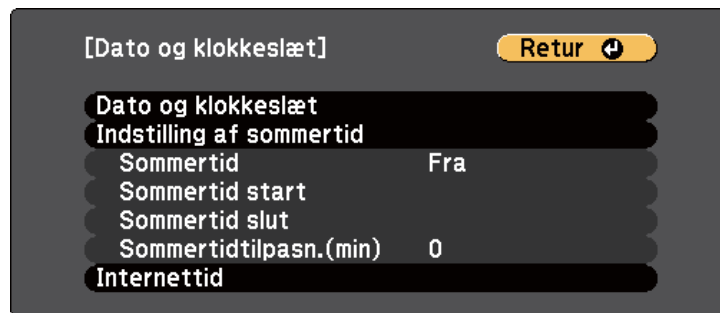 [Dato og klokkeslæt]
Retur
Dato og klokkeslæt
Indstilling af sommertid
Sommertid Fra
Sommertid start
Sommertid slut
Sommertidtilpasn.(min) 0
Internettid